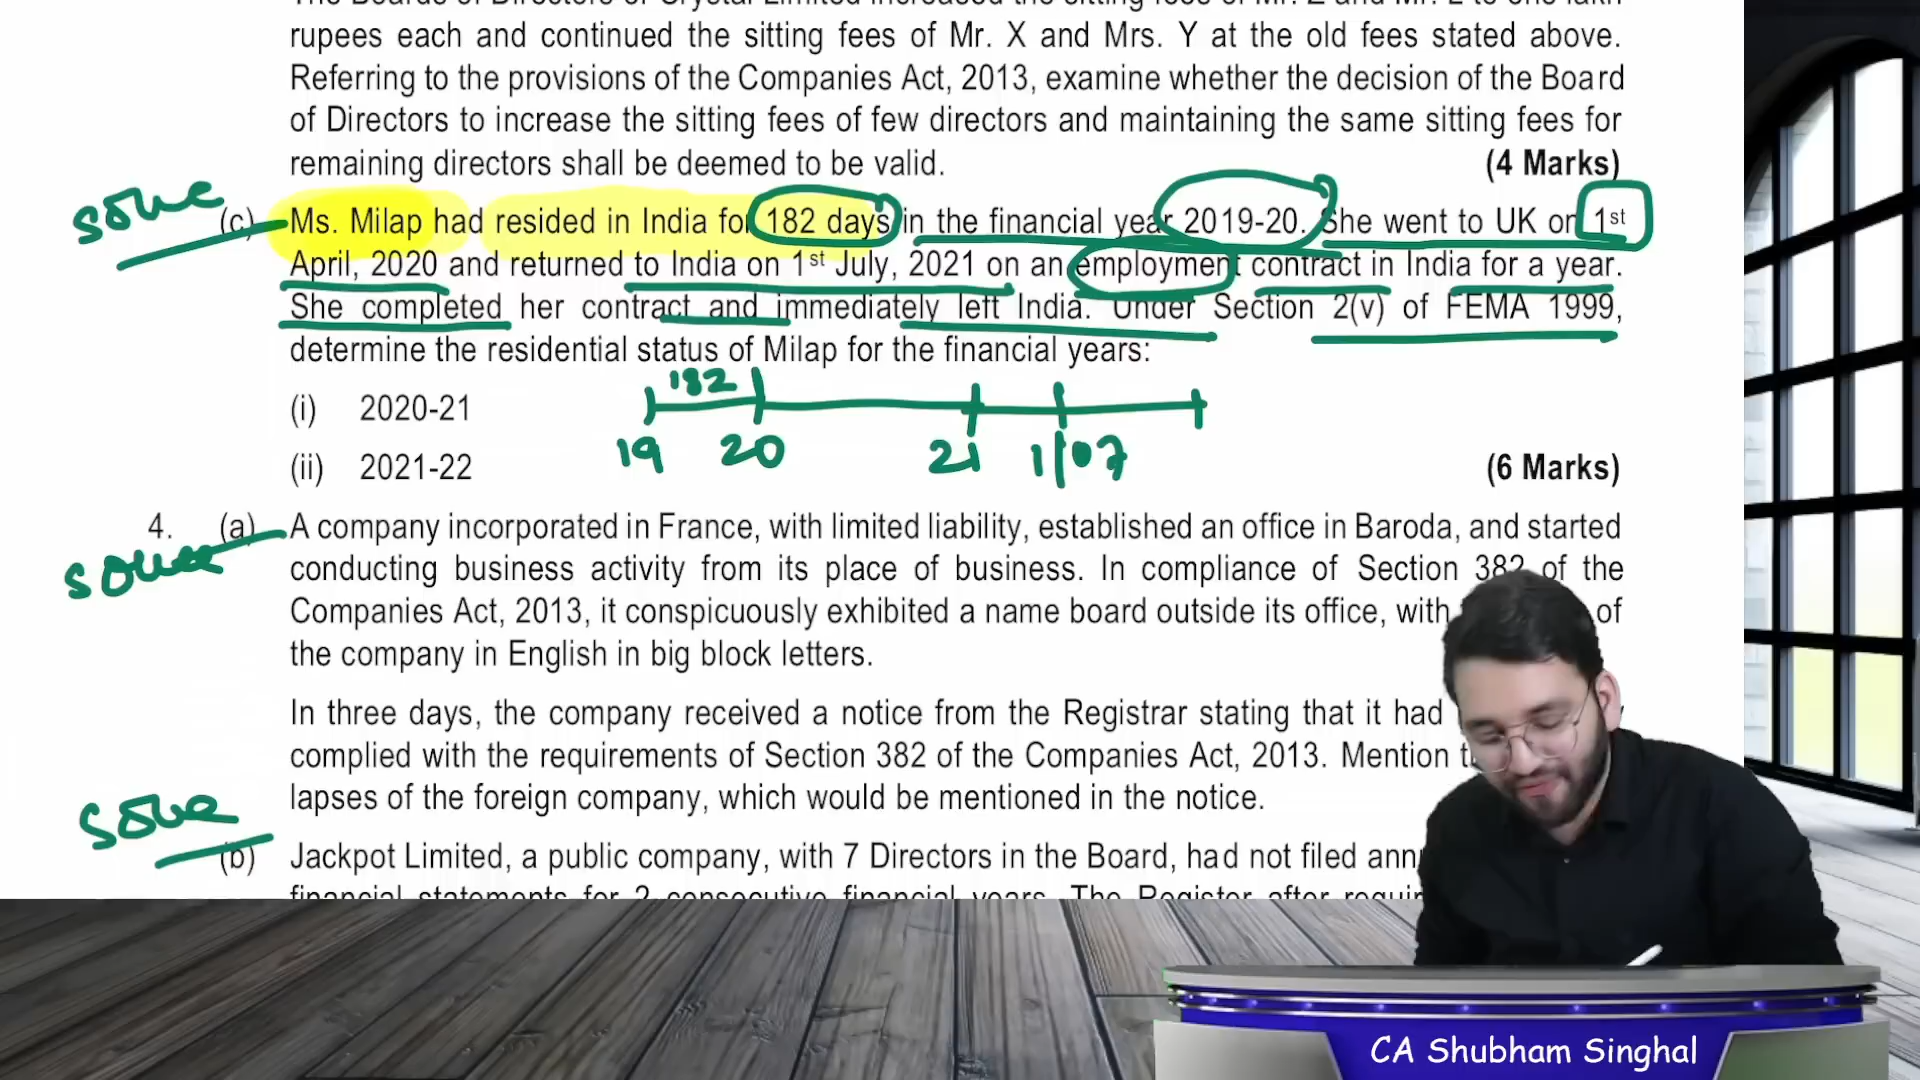 rupees each and continued the sitting fees of Mr. X and Mrs. Y at the old fees stated above.
Referring to the provisions of the Companies Act, 2013, examine whether the decision of the Board
of Directors to increase the sitting fees of few directors and maintaining the same sitting fees for
remaining directors shall be deemed to be valid. (4 Marks)
solve
(c) Ms. Milap had resided in India for 182 days in the financial year 2019-20. She went to UK on 1st
April, 2020 and returned to India on 1st July, 2021 on an employment contract in India for a year.
She completed her contract and immediately left India. Under Section 2(v) of FEMA 1999,
determine the residential status of Milap for the financial years:
182
(i) 2020-21
19 20 21 1/07
(ii) 2021-22 (6 Marks)
4. (a) A company incorporated in France, with limited liability, established an office in Baroda, and started
solve
conducting business activity from its place of business. In compliance of Section 382 of the
Companies Act, 2013, it conspicuously exhibited a name board outside its office, with of
the company in English in big block letters.
In three days, the company received a notice from the Registrar stating that it had
complied with the requirements of Section 382 of the Companies Act, 2013. Mention
lapses of the foreign company, which would be mentioned in the notice.
solve
(b) Jackpot Limited, a public company, with 7 Directors in the Board, had not filed
financial statements for 2 consecutive financial years. The Register after
CA Shubham Singhal